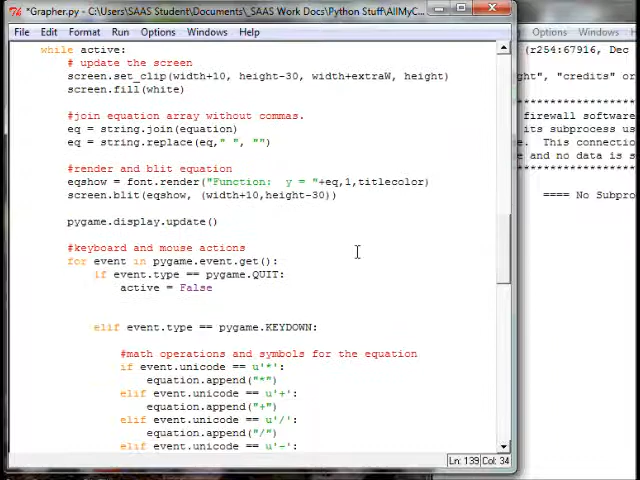 *Grapher.py - C:\Users\SAAS Student\Documents\_SAAS Work Docs\Python Stuff\AllMyC...
File Edit Format Run Options Windows Help
while active:
# update the screen
screen.set_clip(width+10, height-30, width+extraW, height)
screen.fill(white)
#join equation array without commas.
eq = string.join(equation)
eq = string.replace(eq," ", "")
#render and blit equation
eqshow = font.render("Function:  y = "+eq,1,titlecolor)
screen.blit(eqshow, (width+10,height-30))
pygame.display.update()
#keyboard and mouse actions
for event in pygame.event.get():
if event.type == pygame.QUIT:
active = False
elif event.type == pygame.KEYDOWN:
#math operations and symbols for the equation
if event.unicode == u'*':
equation.append("*")
elif event.unicode == u'+':
equation.append("+")
elif event.unicode == u'/':
equation.append("/")
elif event.unicode == u'-':
Ln: 139 Col: 34
Options Windows Help
(r254:67916, Dec
ght", "credits" or
*******************
firewall software
its subprocess us
e. This connection
e and no data is s
*******************
==== No Subpro